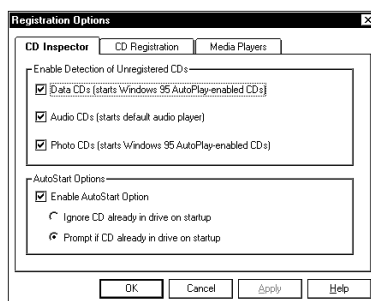 Registration Options
CD Inspector CD Registration Media Players
Enable Detection of Unregistered CDs
Data CDs (starts Windows 95 AutoPlay-enabled CDs)
Audio CDs (starts default audio player)
Photo CDs (starts Windows 95 AutoPlay-enabled CDs)
AutoStart Options
Enable AutoStart Option
Ignore CD already in drive on startup
Prompt if CD already in drive on startup
OK Cancel Apply Help